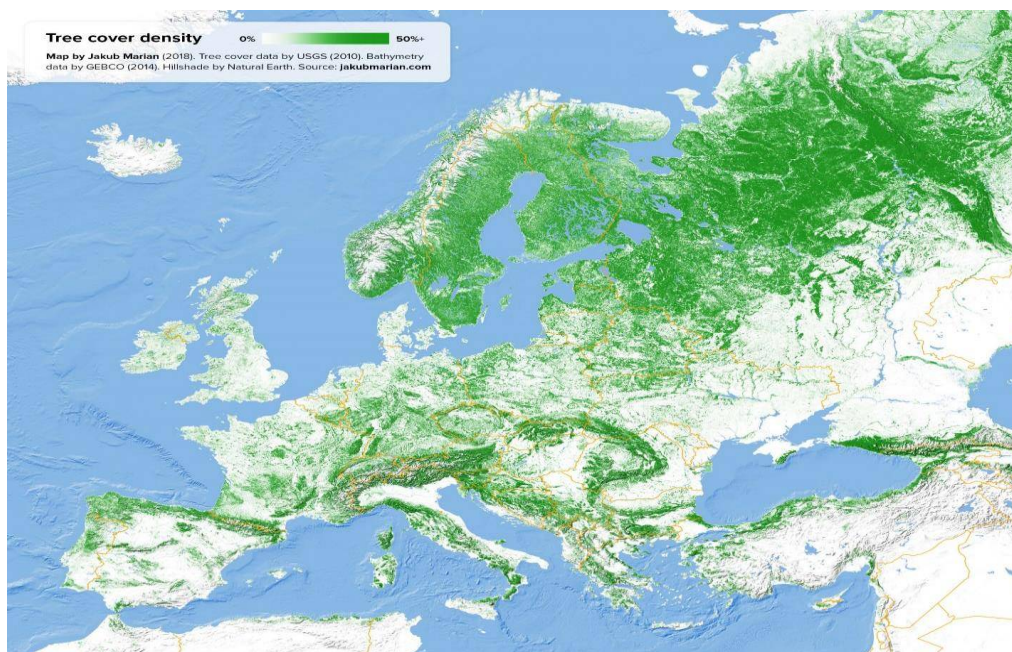 Tree cover density 0% 50%+
Map by Jakub Marian (2018). Tree cover data by USGS (2010). Bathymetry
data by GEBCO (2014). Hillshade by Natural Earth. Source: jakubmarian.com